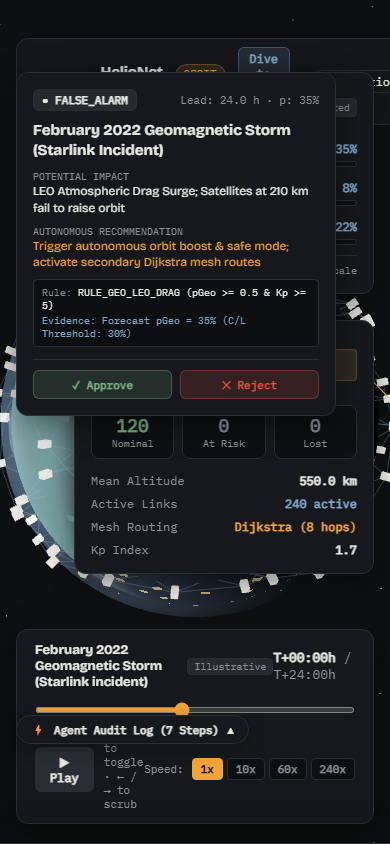 Dive
FALSE_ALARM
Lead: 24.0 h · p: 35%
February 2022 Geomagnetic Storm
(Starlink Incident)
35%
POTENTIAL IMPACT
LEO Atmospheric Drag Surge; Satellites at 210 km
fail to raise orbit
8%
AUTONOMOUS RECOMMENDATION
Trigger autonomous orbit boost & safe mode;
activate secondary Dijkstra mesh routes
22%
Rule: RULE_GEO_LEO_DRAG (pGeo >= 0.5 & Kp >=
5)
Evidence: Forecast pGeo = 35% (C/L
Threshold: 30%)
✓ Approve
✕ Reject
120 0 0
Nominal At Risk Lost
Mean Altitude 550.0 km
Active Links 240 active
Mesh Routing Dijkstra (8 hops)
Kp Index 1.7
February 2022
Geomagnetic Storm
(Starlink incident)
Illustrative
T+00:00h /
T+24:00h
Agent Audit Log (7 Steps) ▲
▶
Play
to
toggle
· ← /
→ to
scrub
Speed: 1x 10x 60x 240x